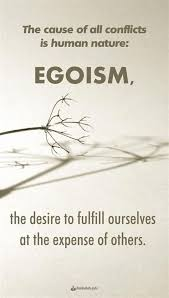 The cause of all conflicts
is human nature:
EGOISM,
the desire to fulfill ourselves
at the expense of others.